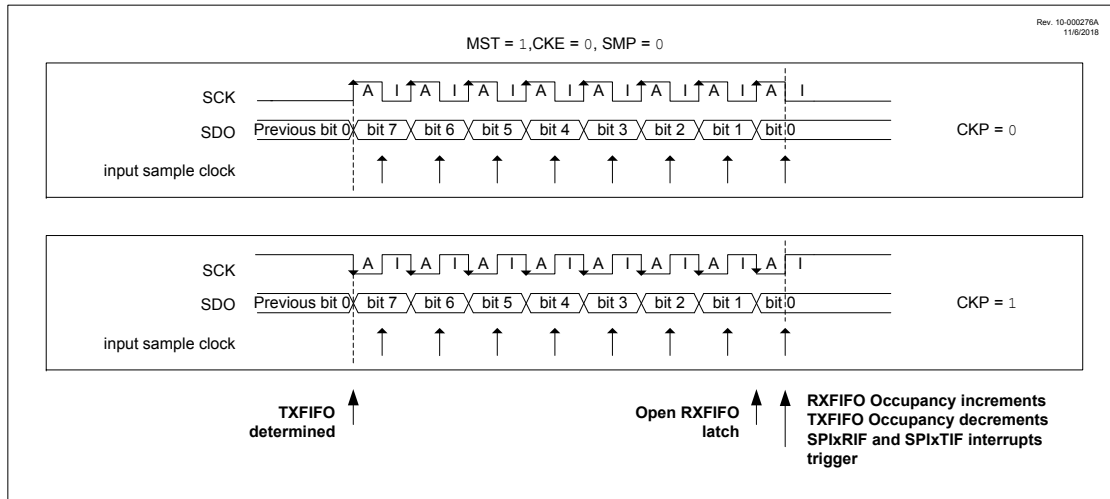 Rev. 10-000276A
11/6/2018
MST = 1,CKE = 0, SMP = 0
SCK A I A I A I A I A I A I A I A I
SDO Previous bit 0 bit 7 bit 6 bit 5 bit 4 bit 3 bit 2 bit 1 bit 0 CKP = 0
input sample clock
SCK A I A I A I A I A I A I A I A I
SDO Previous bit 0 bit 7 bit 6 bit 5 bit 4 bit 3 bit 2 bit 1 bit 0 CKP = 1
input sample clock
TXFIFO
determined
Open RXFIFO
latch
RXFIFO Occupancy increments
TXFIFO Occupancy decrements
SPIxRIF and SPIxTIF interrupts
trigger